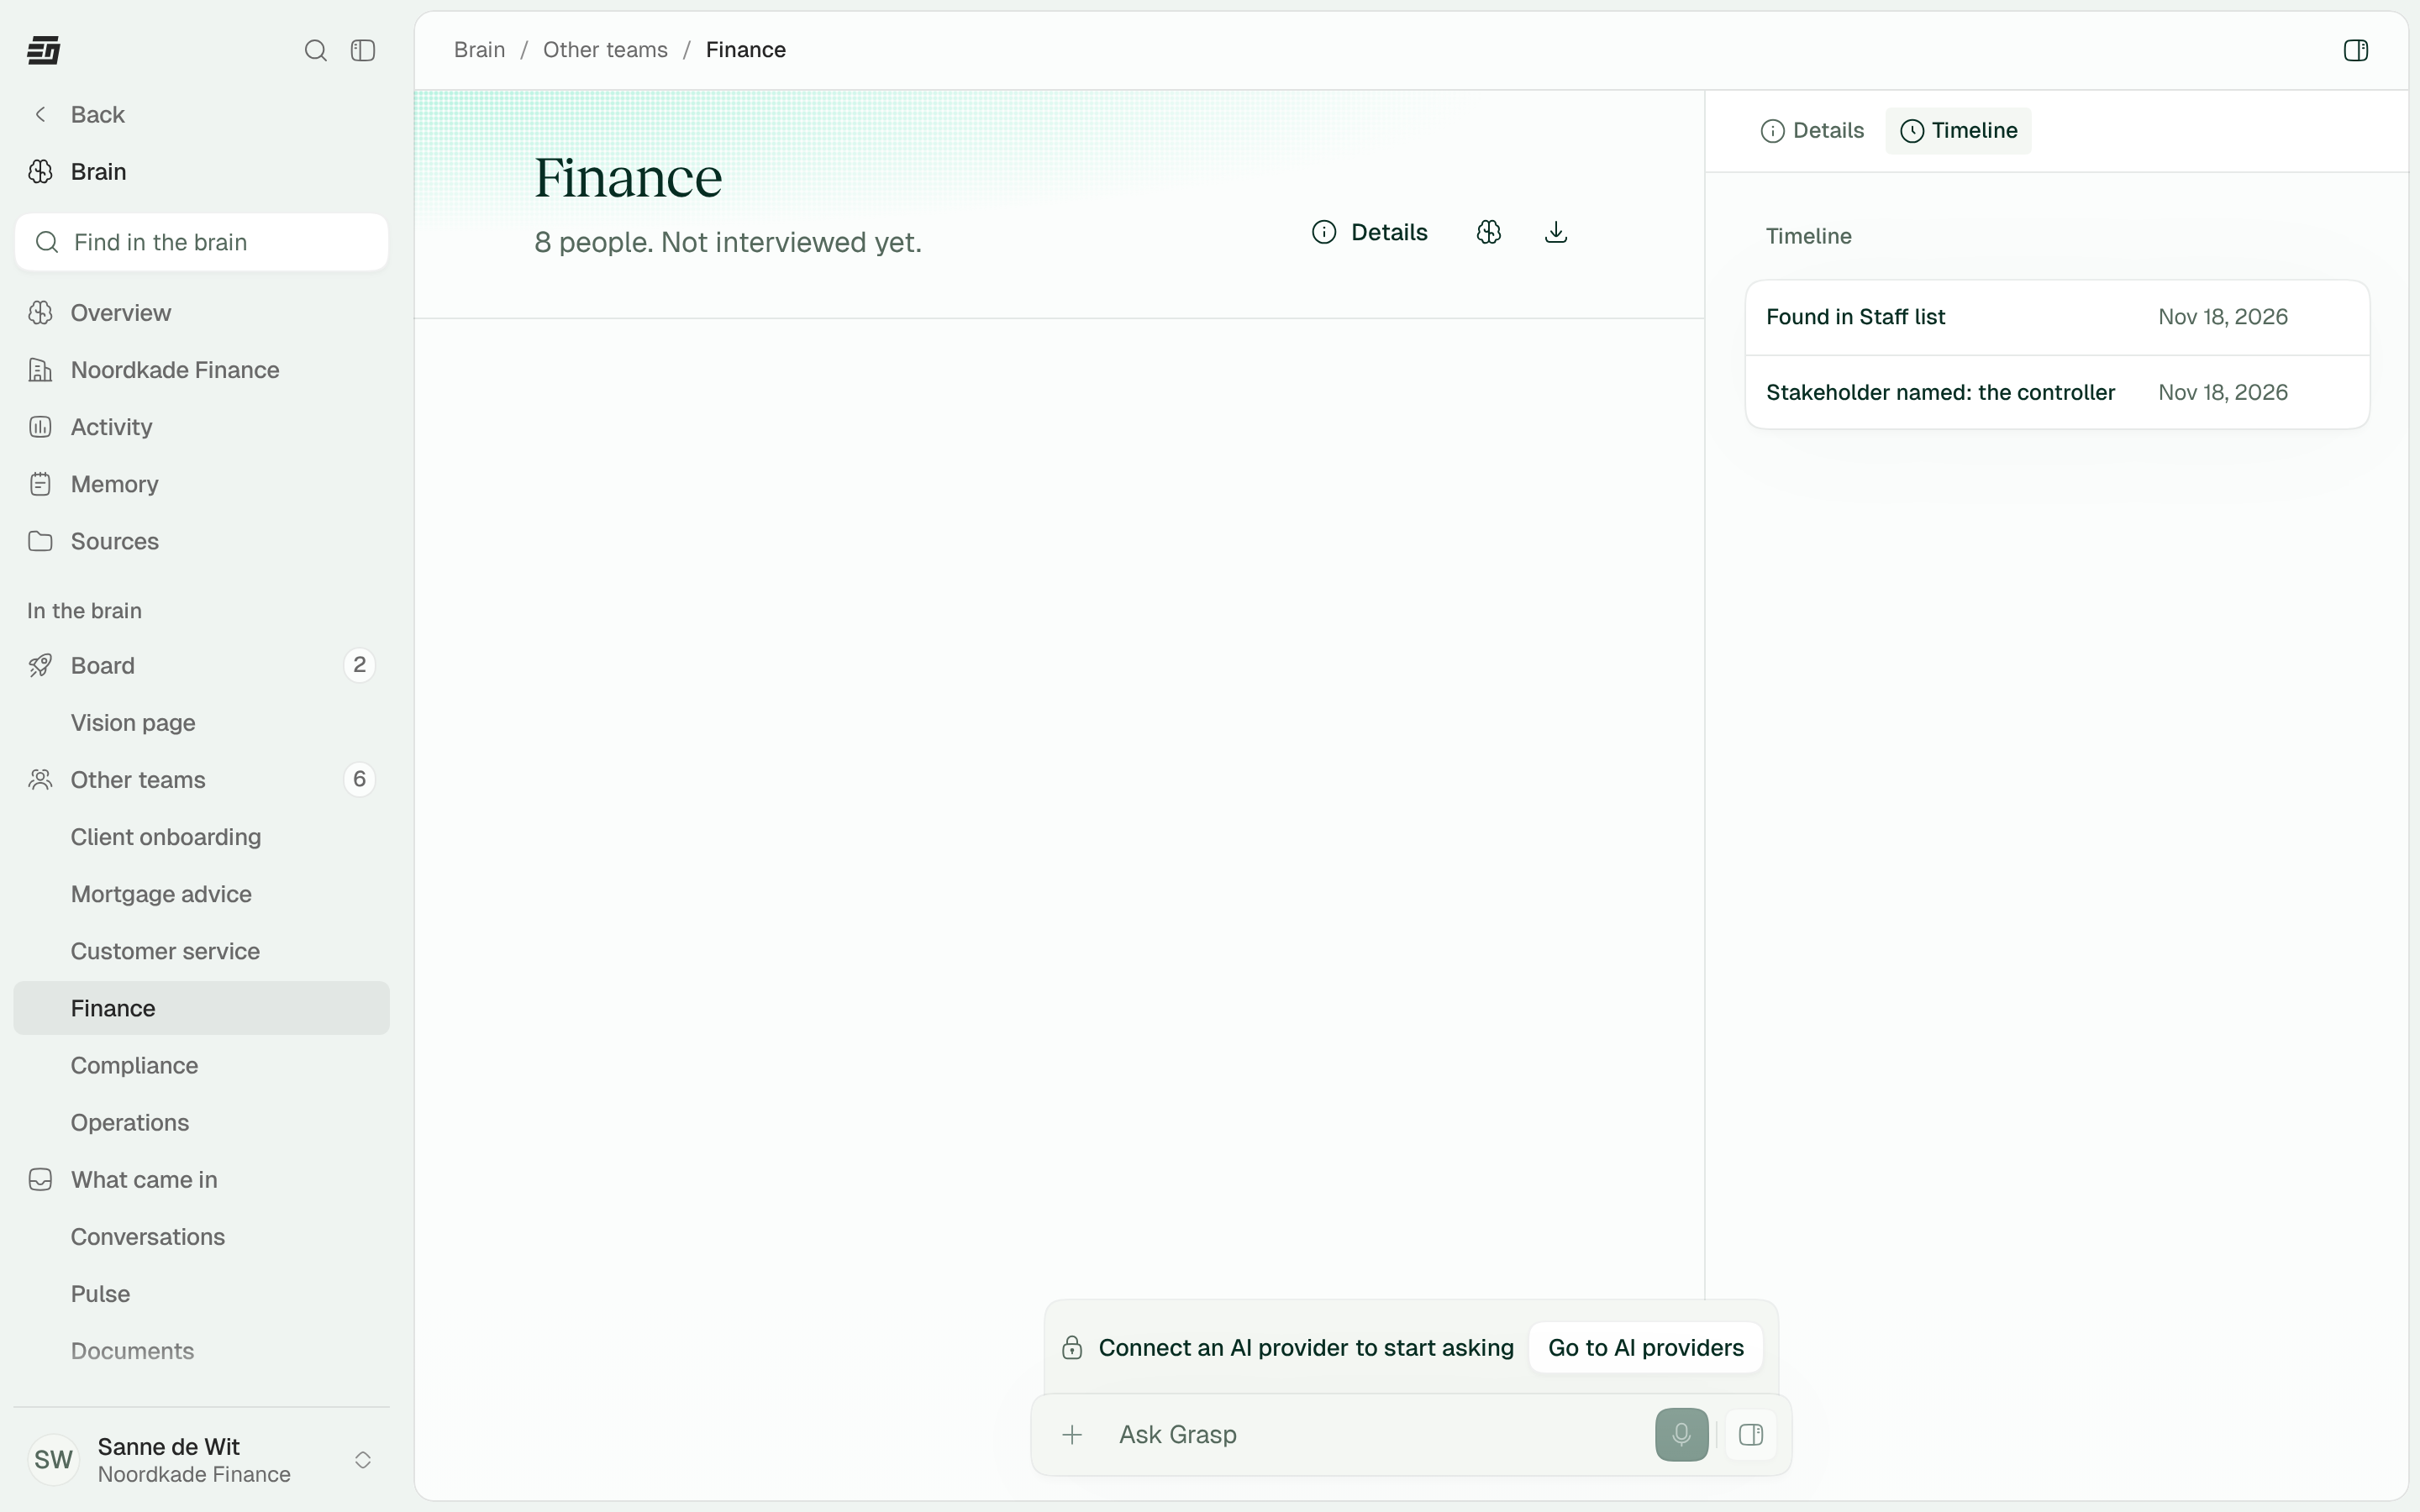 Back
Brain
Find in the brain
Overview
Noordkade Finance
Activity
Memory
Sources
In the brain
Board 2
Vision page
Other teams 6
Client onboarding
Mortgage advice
Customer service
Finance
Compliance
Operations
What came in
Conversations
Pulse
Documents
SW
Sanne de Wit
Noordkade Finance
Brain / Other teams / Finance
Finance
8 people. Not interviewed yet.
Details
Details Timeline
Timeline
Found in Staff list Nov 18, 2026
Stakeholder named: the controller Nov 18, 2026
Connect an AI provider to start asking Go to AI providers
Ask Grasp